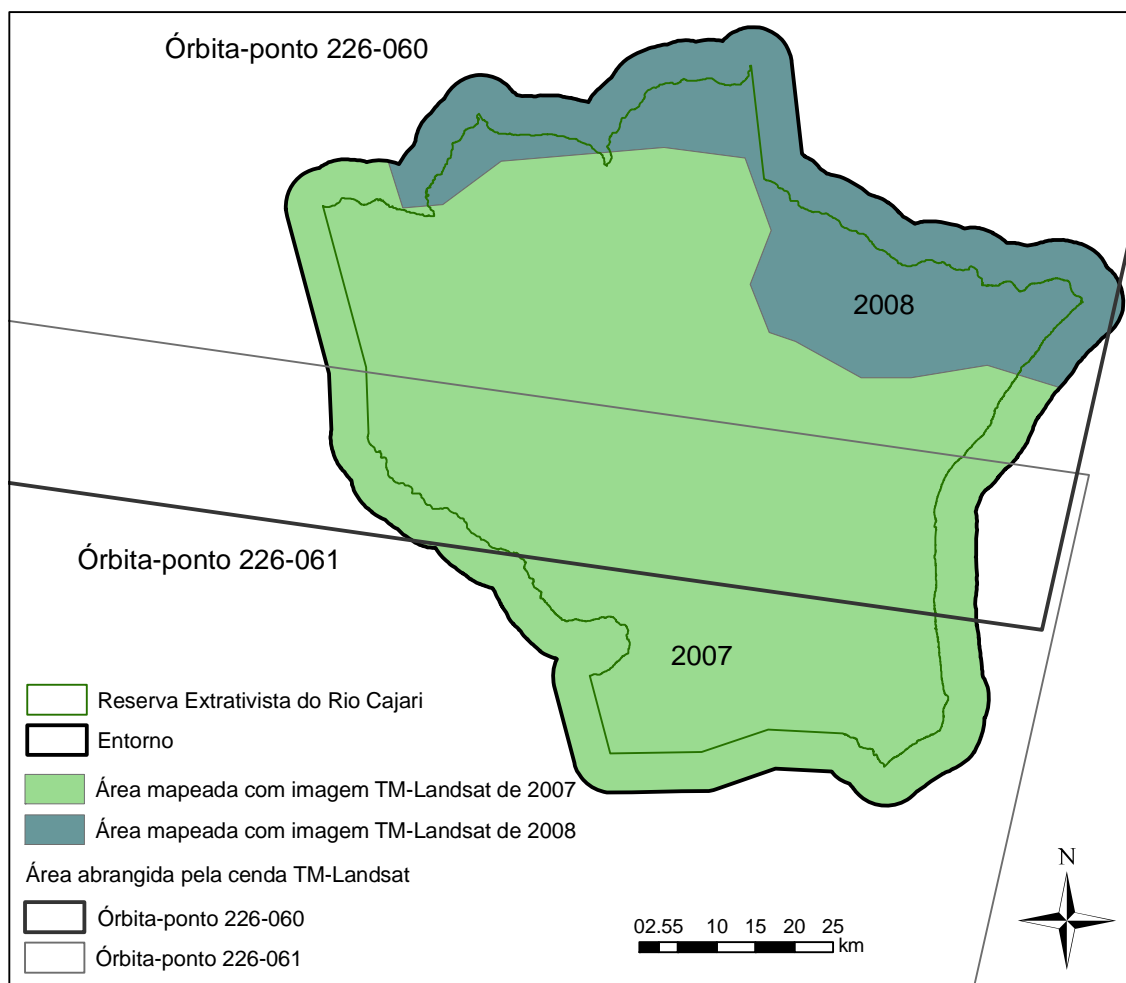 Órbita-ponto 226-060
2008
Órbita-ponto 226-061
2007
Reserva Extrativista do Rio Cajari
Entorno
Área mapeada com imagem TM-Landsat de 2007
Área mapeada com imagem TM-Landsat de 2008
Área abrangida pela cenda TM-Landsat
Órbita-ponto 226-060
Órbita-ponto 226-061
N
02.55 10 15 20 25
km